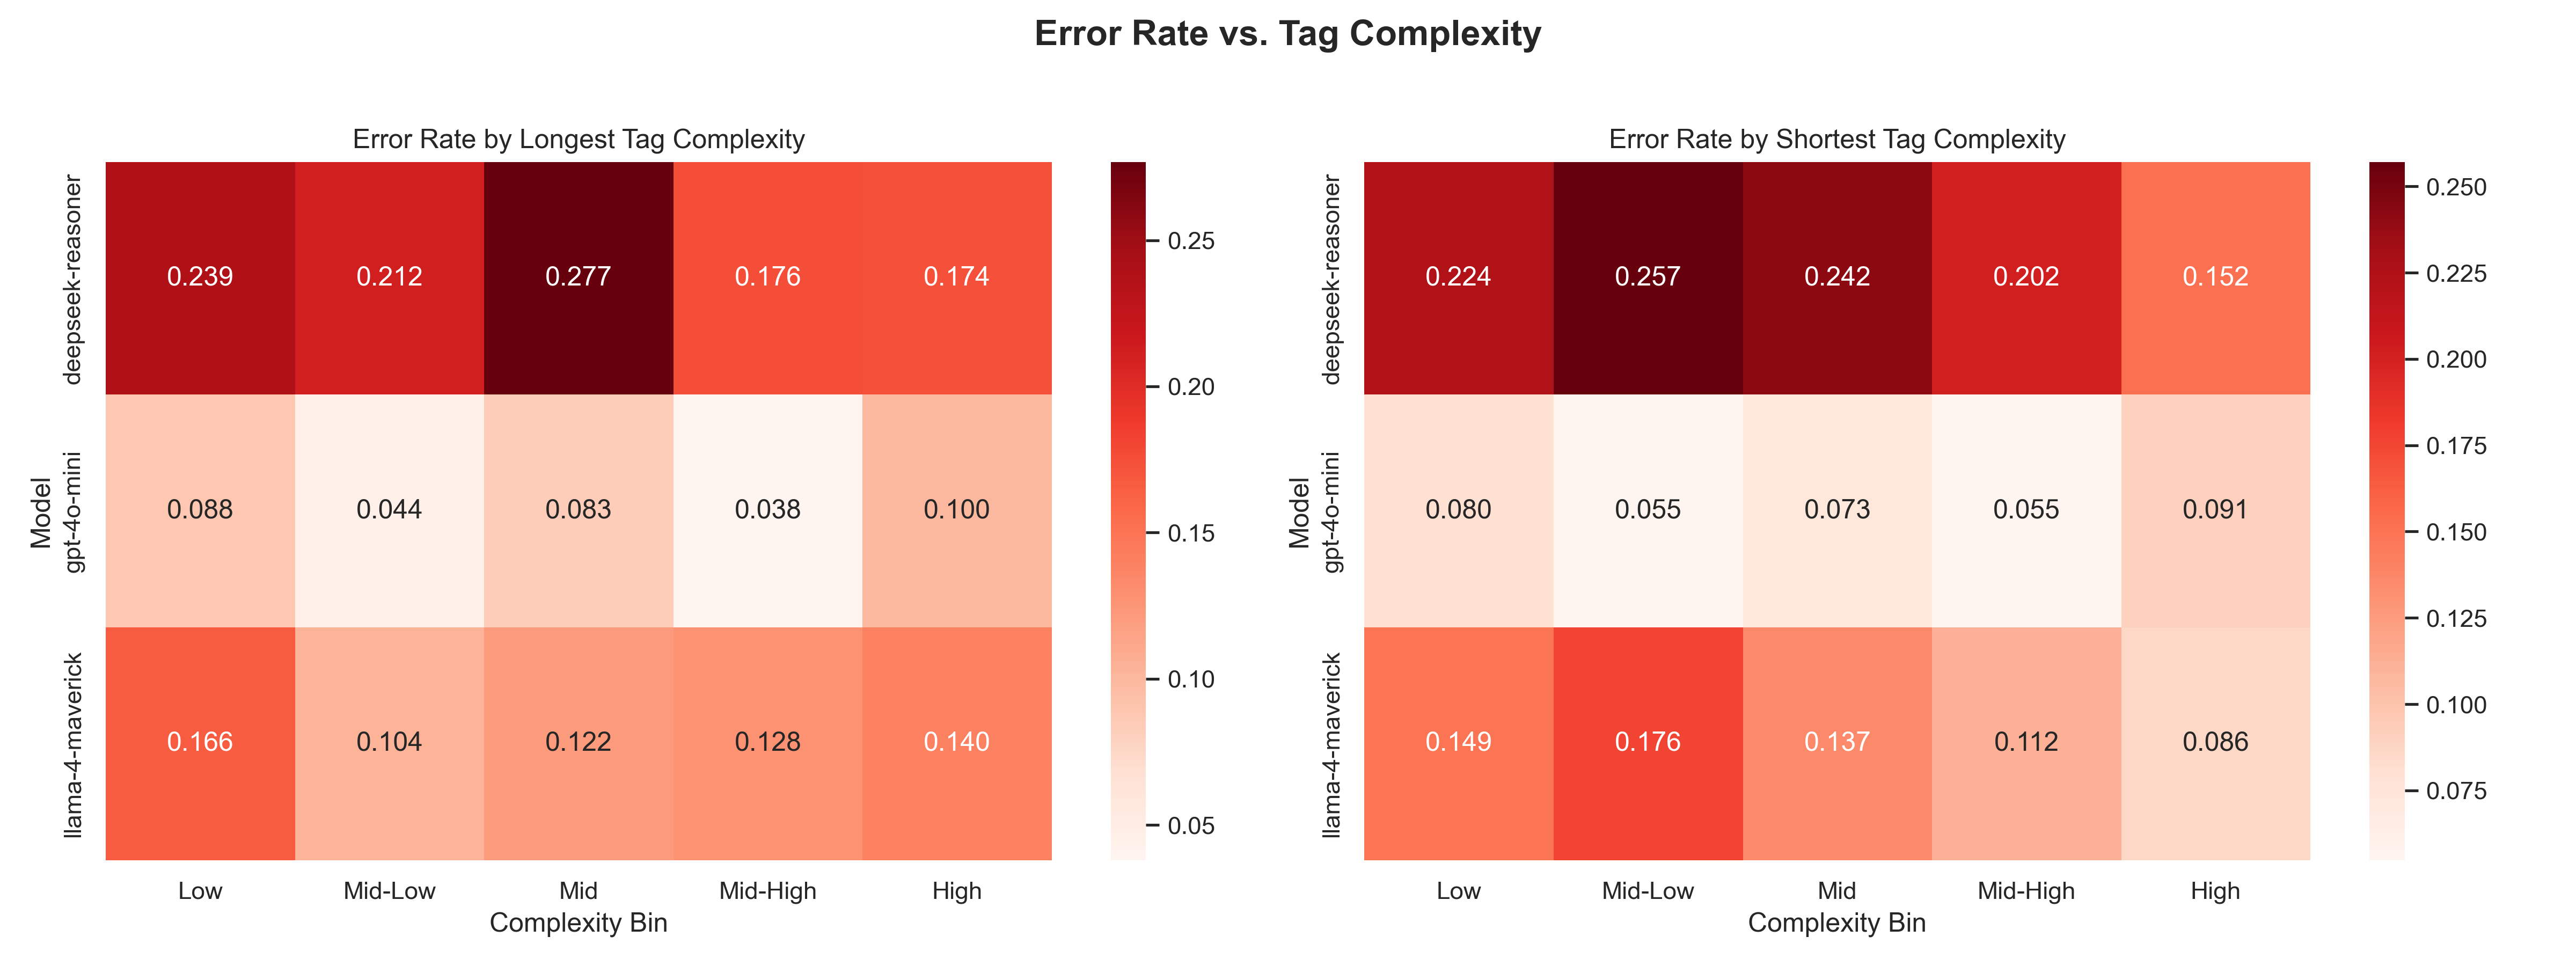 Error Rate vs. Tag Complexity
Error Rate by Longest Tag Complexity
Model
deepseek-reasoner
0.239 0.212 0.277 0.176 0.174
gpt-4o-mini
0.088 0.044 0.083 0.038 0.100
llama-4-maverick
0.166 0.104 0.122 0.128 0.140
Low Mid-Low Mid Mid-High High
Complexity Bin
0.25
0.20
0.15
0.10
0.05
Error Rate by Shortest Tag Complexity
Model
deepseek-reasoner
0.224 0.257 0.242 0.202 0.152
gpt-4o-mini
0.080 0.055 0.073 0.055 0.091
llama-4-maverick
0.149 0.176 0.137 0.112 0.086
Low Mid-Low Mid Mid-High High
Complexity Bin
0.250
0.225
0.200
0.175
0.150
0.125
0.100
0.075